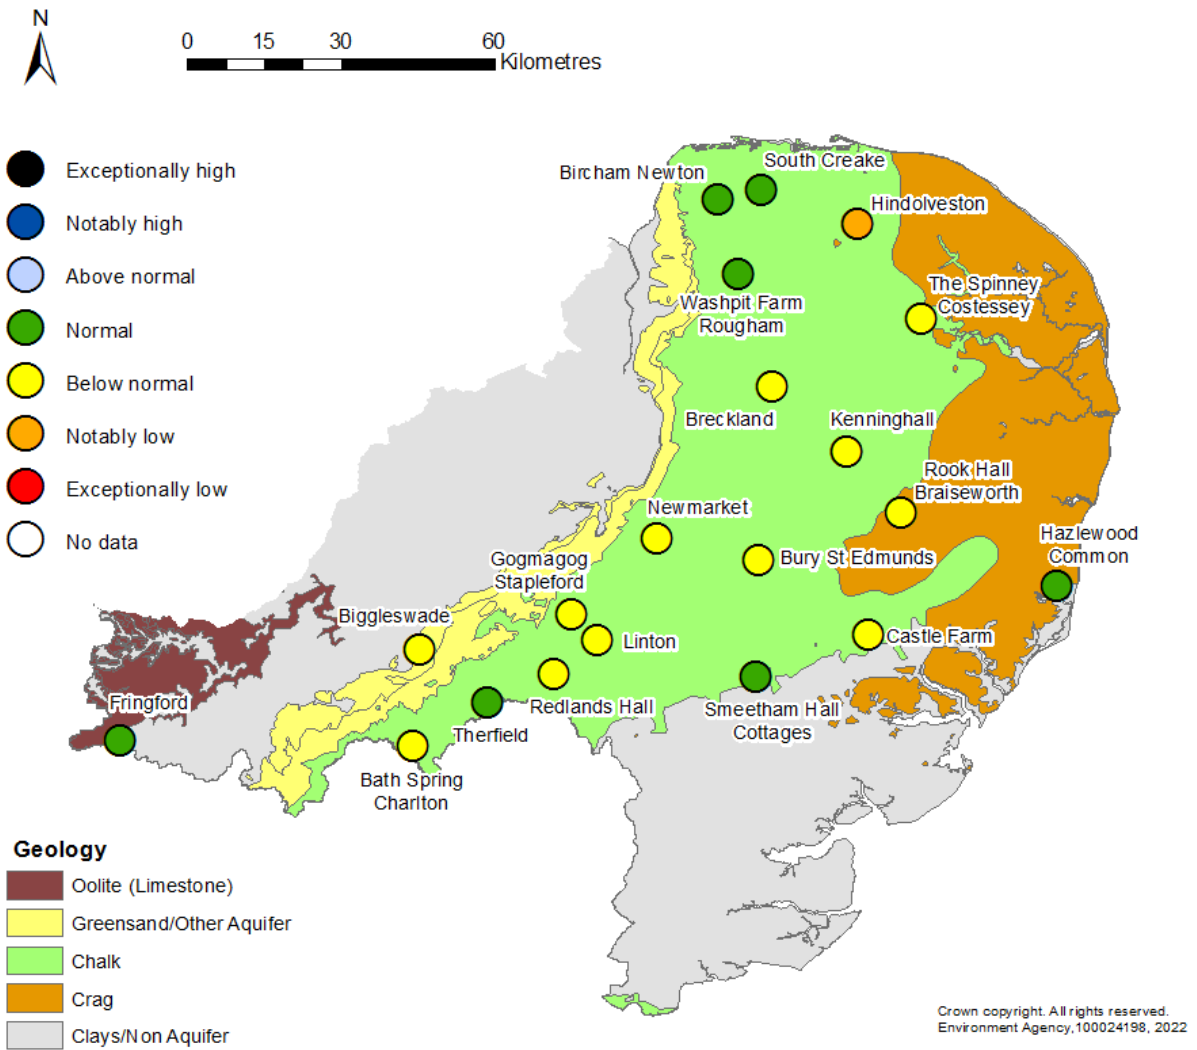 N
0 15 30 60
Kilometres
Exceptionally high
Notably high
Above normal
Normal
Below normal
Notably low
Exceptionally low
No data
South Creake
Bircham Newton
Hindolveston
The Spinney
Costessey
Washpit Farm
Rougham
Breckland
Kenninghall
Rook Hall
Braiseworth
Newmarket
Hazlewood
Common
Gogmagog
Stapleford
Bury St Edmunds
Biggleswade
Linton
Castle Farm
Fringford
Redlands Hall
Smeetham Hall
Cottages
Therfield
Bath Spring
Charlton
Geology
Oolite (Limestone)
Greensand/Other Aquifer
Chalk
Crag
Clays/Non Aquifer
Crown copyright. All rights reserved.
Environment Agency,100024198, 2022